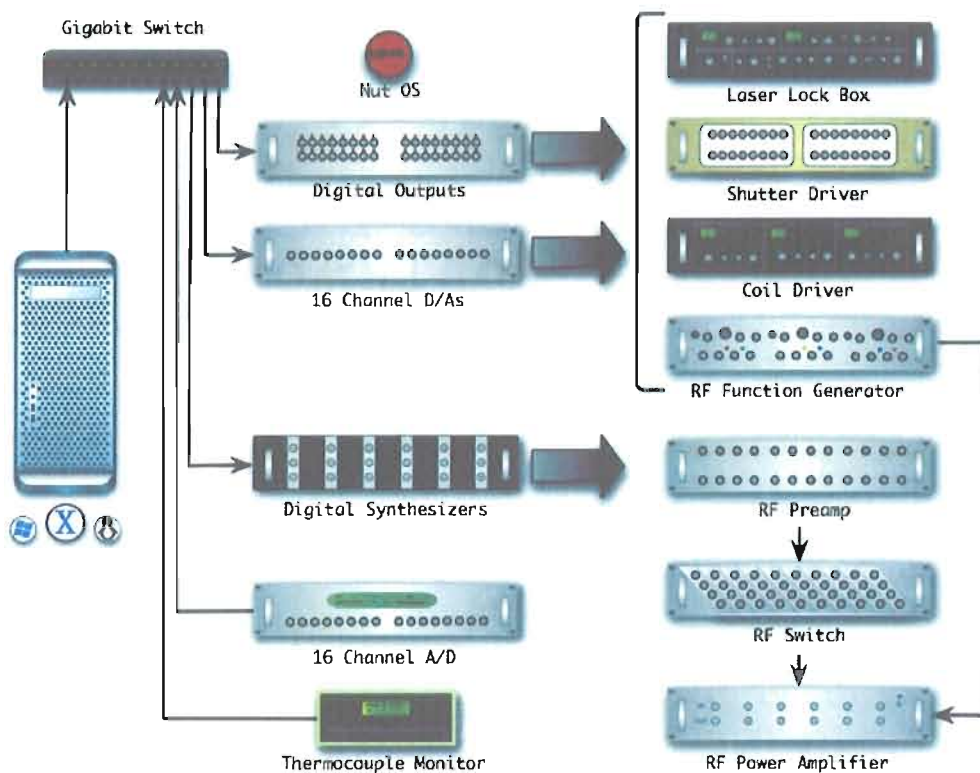 Gigabit Switch
Nut OS
Digital Outputs
16 Channel D/As
Digital Synthesizers
16 Channel A/D
Thermocouple Monitor
Laser Lock Box
Shutter Driver
Coil Driver
RF Function Generator
RF Preamp
RF Switch
RF Power Amplifier
X